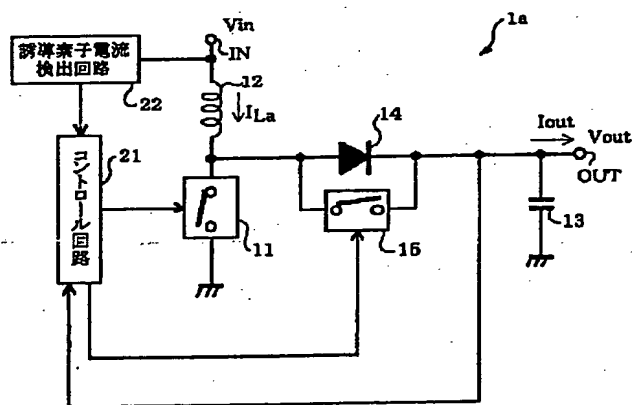 Vin
IN
1a
誘導素子電流
検出回路
22
12
ILa
14
Iout
Vout
OUT
21
コントロール回路
11
15
13